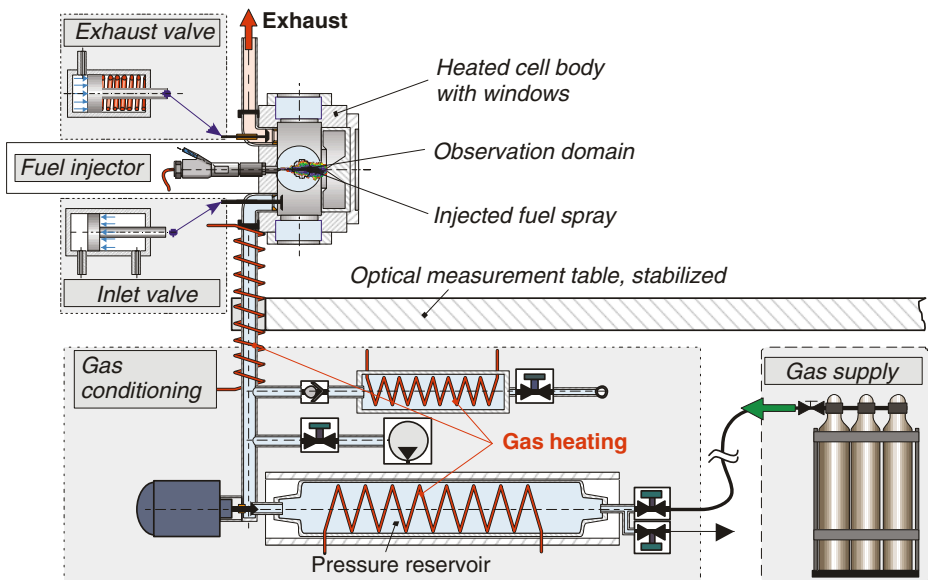 Exhaust
Exhaust valve
Heated cell body
with windows
Observation domain
Fuel injector
Injected fuel spray
Optical measurement table, stabilized
Inlet valve
Gas
conditioning
Gas supply
Gas heating
Pressure reservoir